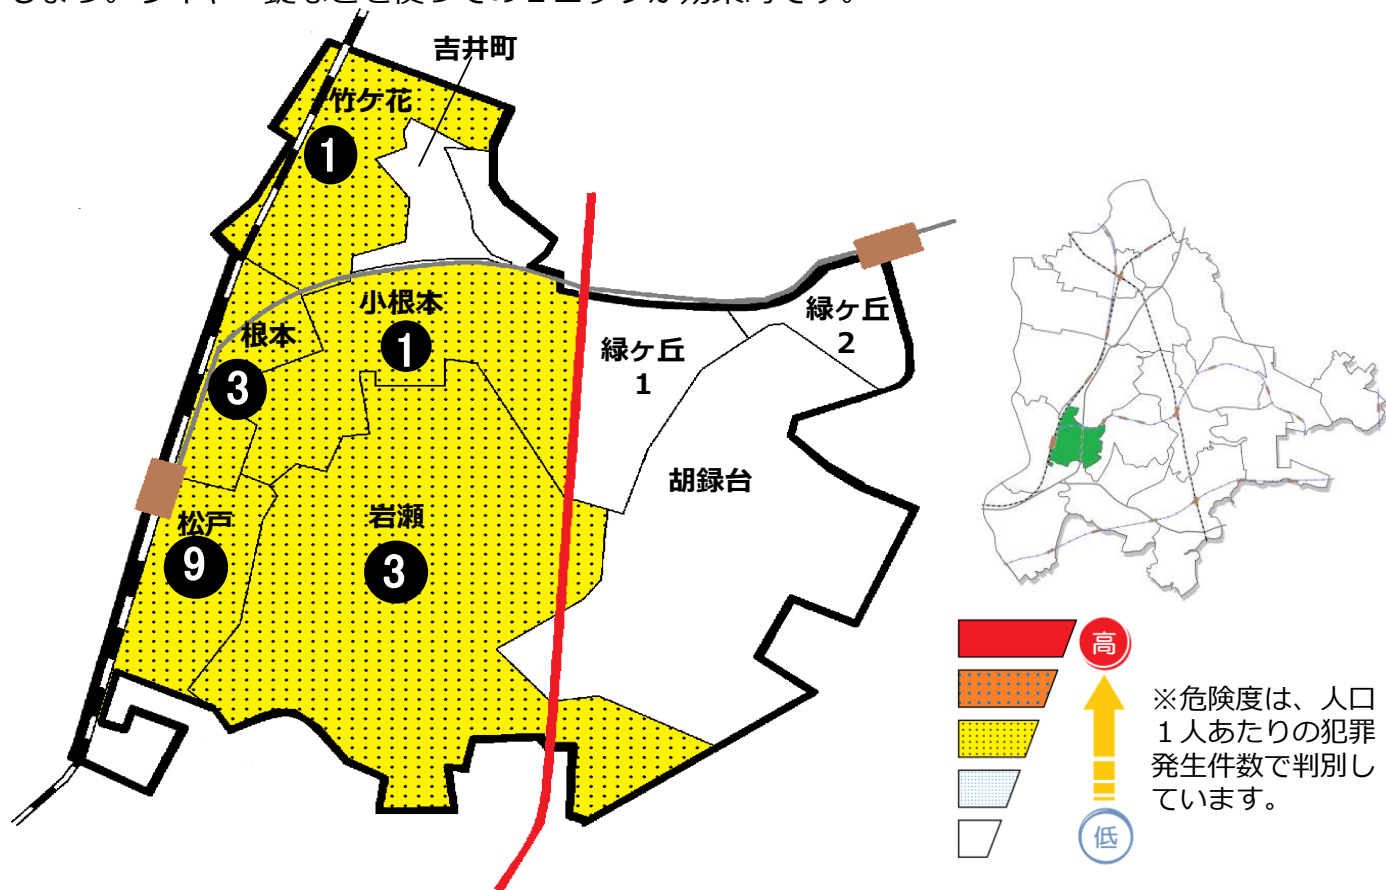 吉井町
竹ケ花
1
小根本
1
根本
3
緑ヶ丘
1
緑ヶ丘
2
胡録台
松戸
9
岩瀬
3
高
低
※危険度は、人口
１人あたりの犯罪
発生件数で判別し
ています。